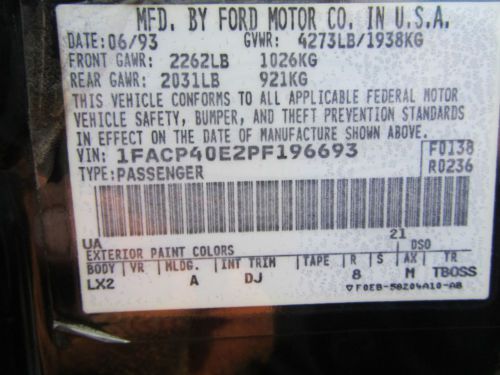 MFD. BY FORD MOTOR CO. IN U.S.A.
DATE: 06/93 GVWR: 4273LB/1938KG
FRONT GAWR: 2262LB 1026KG
REAR GAWR: 2031LB 921KG
THIS VEHICLE CONFORMS TO ALL APPLICABLE FEDERAL MOTOR
VEHICLE SAFETY, BUMPER, AND THEFT PREVENTION STANDARDS
IN EFFECT ON THE DATE OF MANUFACTURE SHOWN ABOVE.
VIN: 1FACP40E2PF196693 F0138
TYPE: PASSENGER R0236
UA 21
EXTERIOR PAINT COLORS DSO
BODY VR MLDG. INT TRIM TAPE R S AX TR
LX2 A DJ 8 M TBOSS
▽F0EB-58204A10-AB